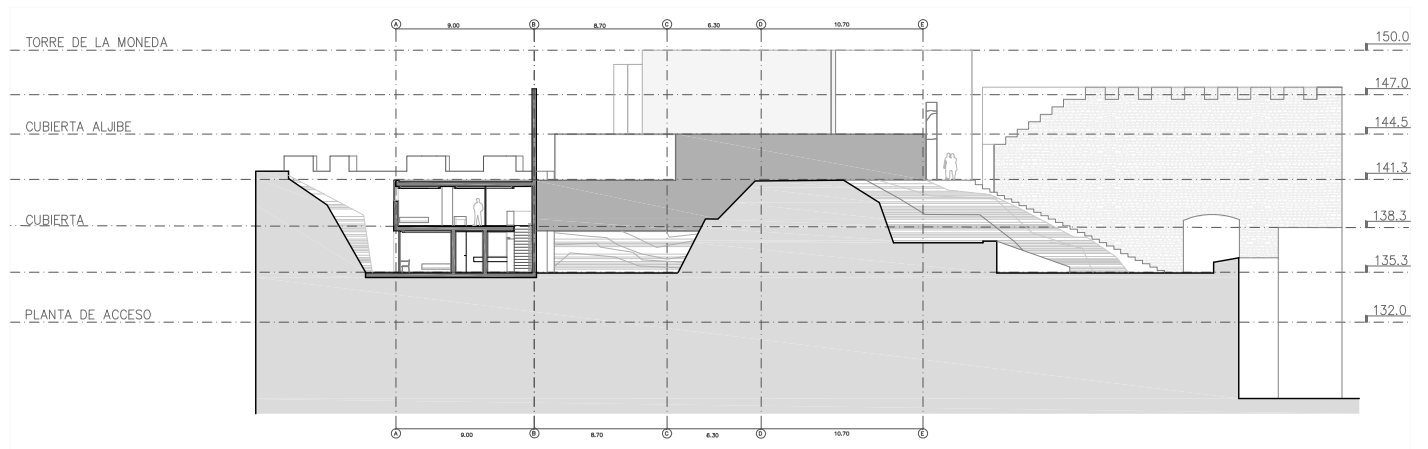 A 9.00 B 8.70 C 6.30 D 10.70 E
TORRE DE LA MONEDA 150.0
147.0
CUBIERTA ALJIBE 144.5
141.3
CUBIERTA 138.3
135.3
PLANTA DE ACCESO 132.0
A 9.00 B 8.70 C 6.30 D 10.70 E